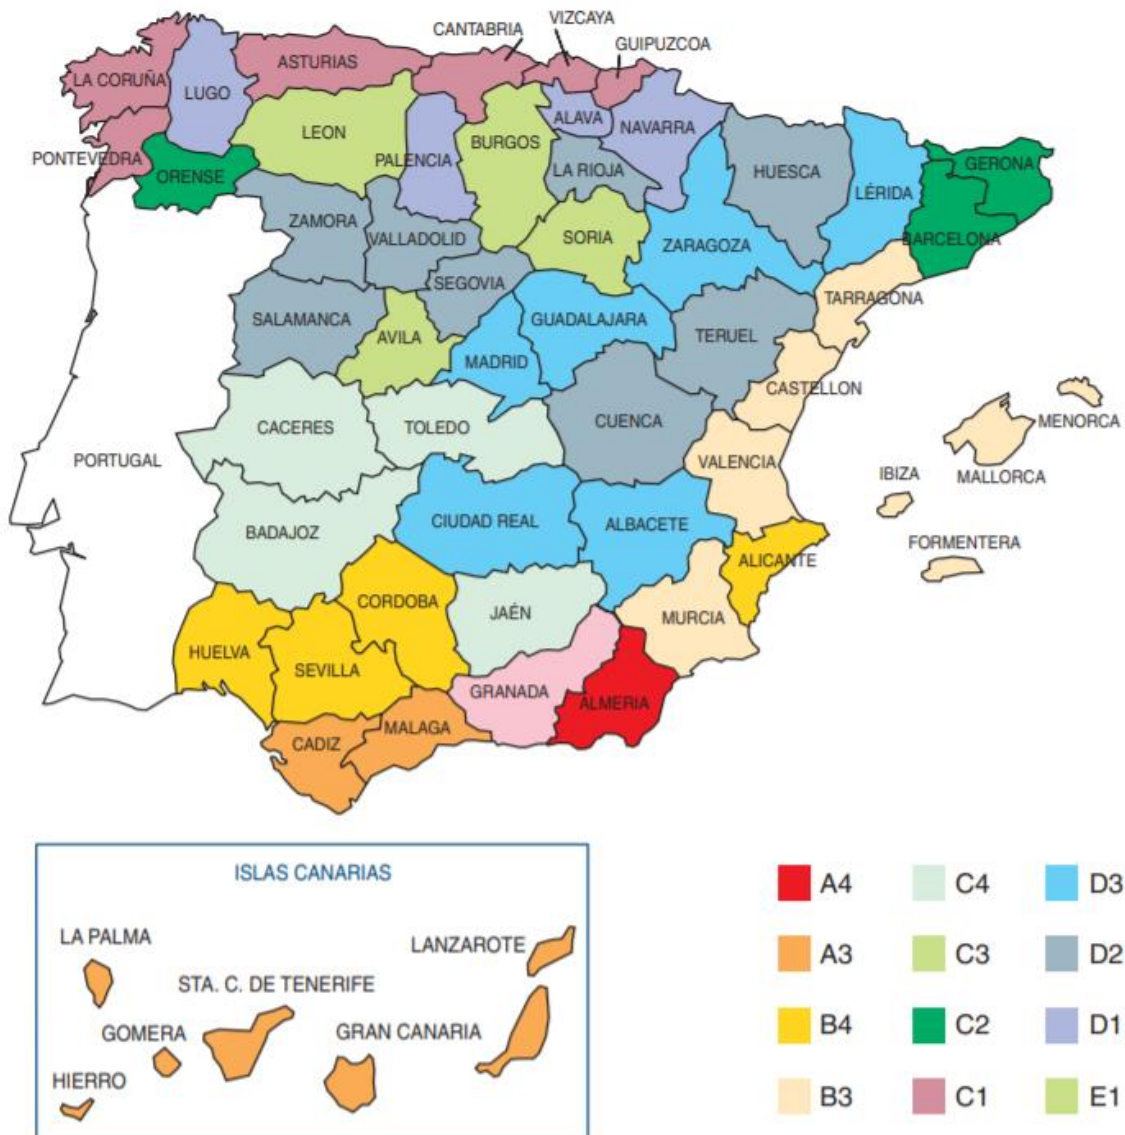 CANTABRIA
VIZCAYA
GUIPUZCOA
LA CORUÑA
LUGO
ASTURIAS
PONTEVEDRA
ORENSE
LEON
PALENCIA
BURGOS
ALAVA
NAVARRA
LA RIOJA
HUESCA
LÉRIDA
GERONA
BARCELONA
ZAMORA
VALLADOLID
SORIA
ZARAGOZA
SEGOVIA
SALAMANCA
AVILA
MADRID
GUADALAJARA
TERUEL
TARRAGONA
CASTELLON
CACERES
TOLEDO
CUENCA
VALENCIA
PORTUGAL
MENORCA
MALLORCA
IBIZA
FORMENTERA
BADAJOZ
CIUDAD REAL
ALBACETE
ALICANTE
CORDOBA
JAÉN
MURCIA
HUELVA
SEVILLA
GRANADA
ALMERIA
CADIZ
MALAGA
ISLAS CANARIAS
LA PALMA
LANZAROTE
STA. C. DE TENERIFE
GOMERA
GRAN CANARIA
HIERRO
A4 C4 D3
A3 C3 D2
B4 C2 D1
B3 C1 E1